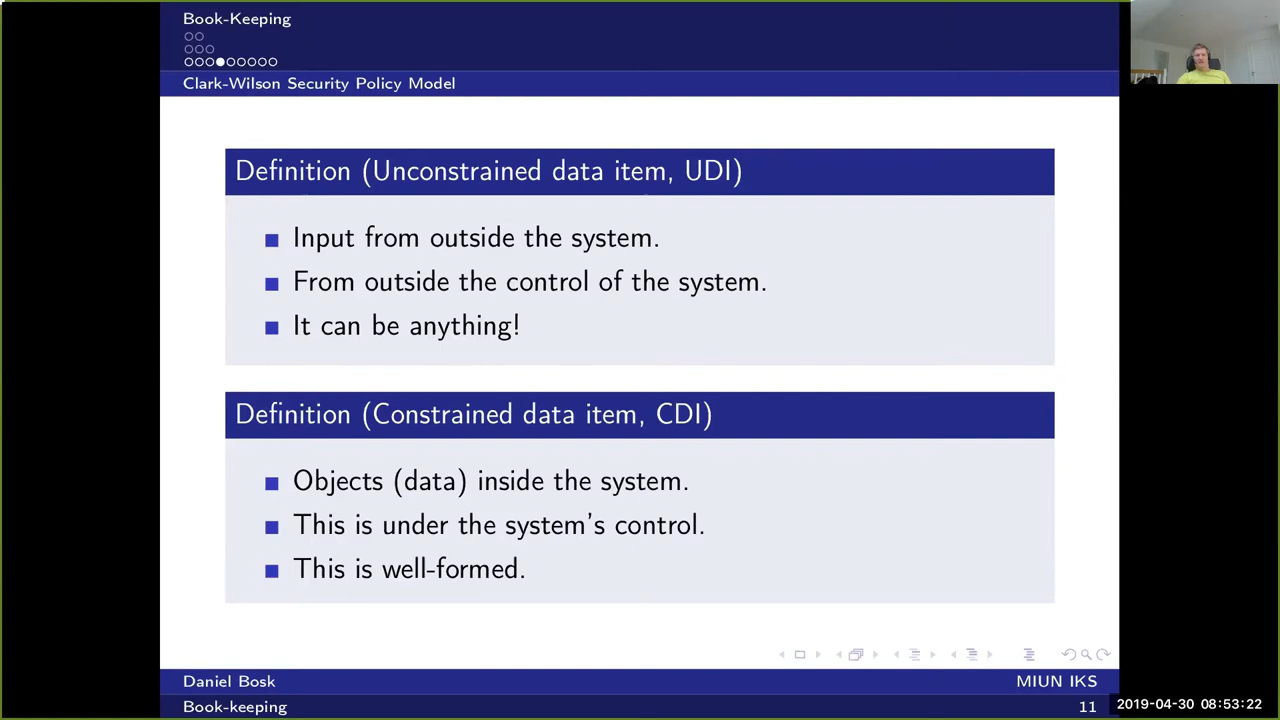 Book-Keeping
Clark-Wilson Security Policy Model
Definition (Unconstrained data item, UDI)
Input from outside the system.
From outside the control of the system.
It can be anything!
Definition (Constrained data item, CDI)
Objects (data) inside the system.
This is under the system's control.
This is well-formed.
Daniel Bosk
MIUN IKS
Book-keeping
11
2019-04-30 08:53:22